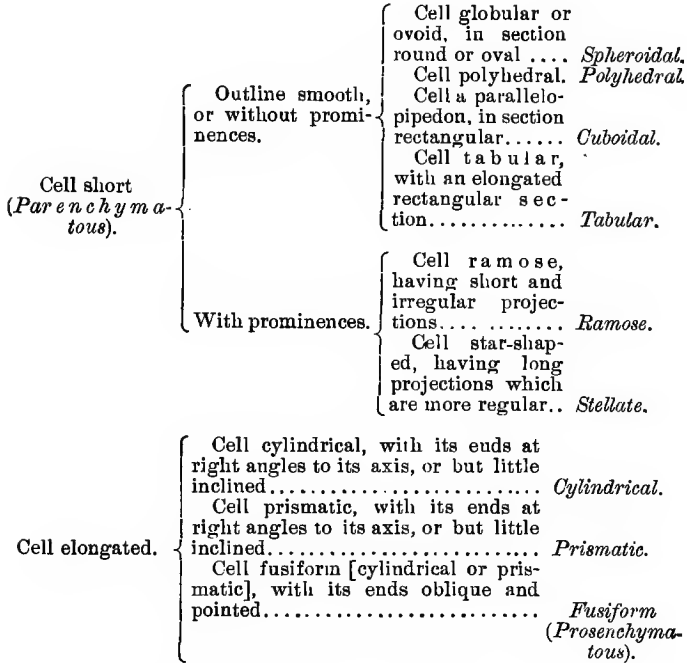 Cell globular or
ovoid, in section
round or oval .... Spheroidal.
Cell polyhedral. Polyhedral.
Outline smooth,
or without promi-
nences.
Cell a parallelo-
pipedon, in section
rectangular...... Cuboidal.
Cell tabular,
with an elongated
rectangular sec-
tion.............. Tabular.
Cell short
(Parenchyma-
tous).
With prominences.
Cell ramose,
having short and
irregular projec-
tions.... ........ Ramose.
Cell star-shap-
ed, having long
projections which
are more regular.. Stellate.
Cell elongated.
Cell cylindrical, with its ends at
right angles to its axis, or but little
inclined........................... Cylindrical.
Cell prismatic, with its ends at
right angles to its axis, or but little
inclined........................... Prismatic.
Cell fusiform [cylindrical or pris-
matic], with its ends oblique and
pointed............................ Fusiform
(Prosenchyma-
tous).